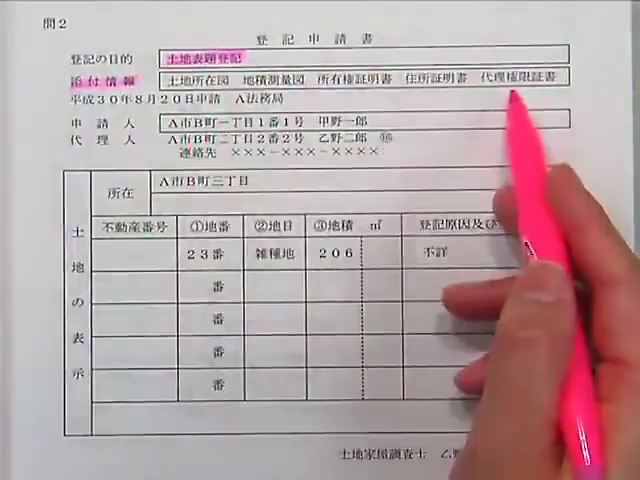 問2
登記申請書
登記の目的 土地表題登記
添付情報 土地所在図 地積測量図 所有権証明書 住所証明書 代理権限証書
平成30年8月20日申請 A法務局
申請人 A市B町一丁目1番1号 甲野一郎
代理人 A市B町二丁目2番2号 乙野二郎 ㊞
連絡先 ×××-×××-××××
土地の表示
所在 A市B町三丁目
不動産番号 ①地番 ②地目 ③地積 ㎡ 登記原因及び
23番 雑種地 206 不詳
番
番
番
番
土地家屋調査士 乙